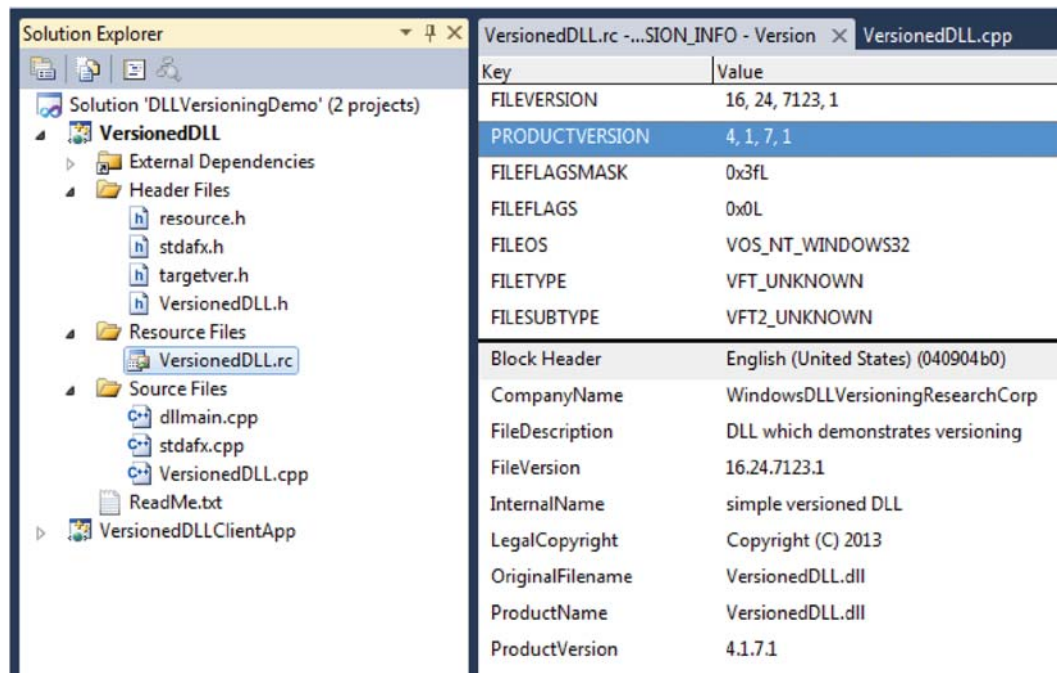 Solution Explorer
Solution 'DLLVersioningDemo' (2 projects)
VersionedDLL
External Dependencies
Header Files
h resource.h
h stdafx.h
h targetver.h
h VersionedDLL.h
Resource Files
VersionedDLL.rc
Source Files
C++ dllmain.cpp
C++ stdafx.cpp
C++ VersionedDLL.cpp
ReadMe.txt
VersionedDLLClientApp
VersionedDLL.rc -...SION_INFO - Version VersionedDLL.cpp
Key Value
FILEVERSION 16, 24, 7123, 1
PRODUCTVERSION 4, 1, 7, 1
FILEFLAGSMASK 0x3fL
FILEFLAGS 0x0L
FILEOS VOS_NT_WINDOWS32
FILETYPE VFT_UNKNOWN
FILESUBTYPE VFT2_UNKNOWN
Block Header English (United States) (040904b0)
CompanyName WindowsDLLVersioningResearchCorp
FileDescription DLL which demonstrates versioning
FileVersion 16.24.7123.1
InternalName simple versioned DLL
LegalCopyright Copyright (C) 2013
OriginalFilename VersionedDLL.dll
ProductName VersionedDLL.dll
ProductVersion 4.1.7.1